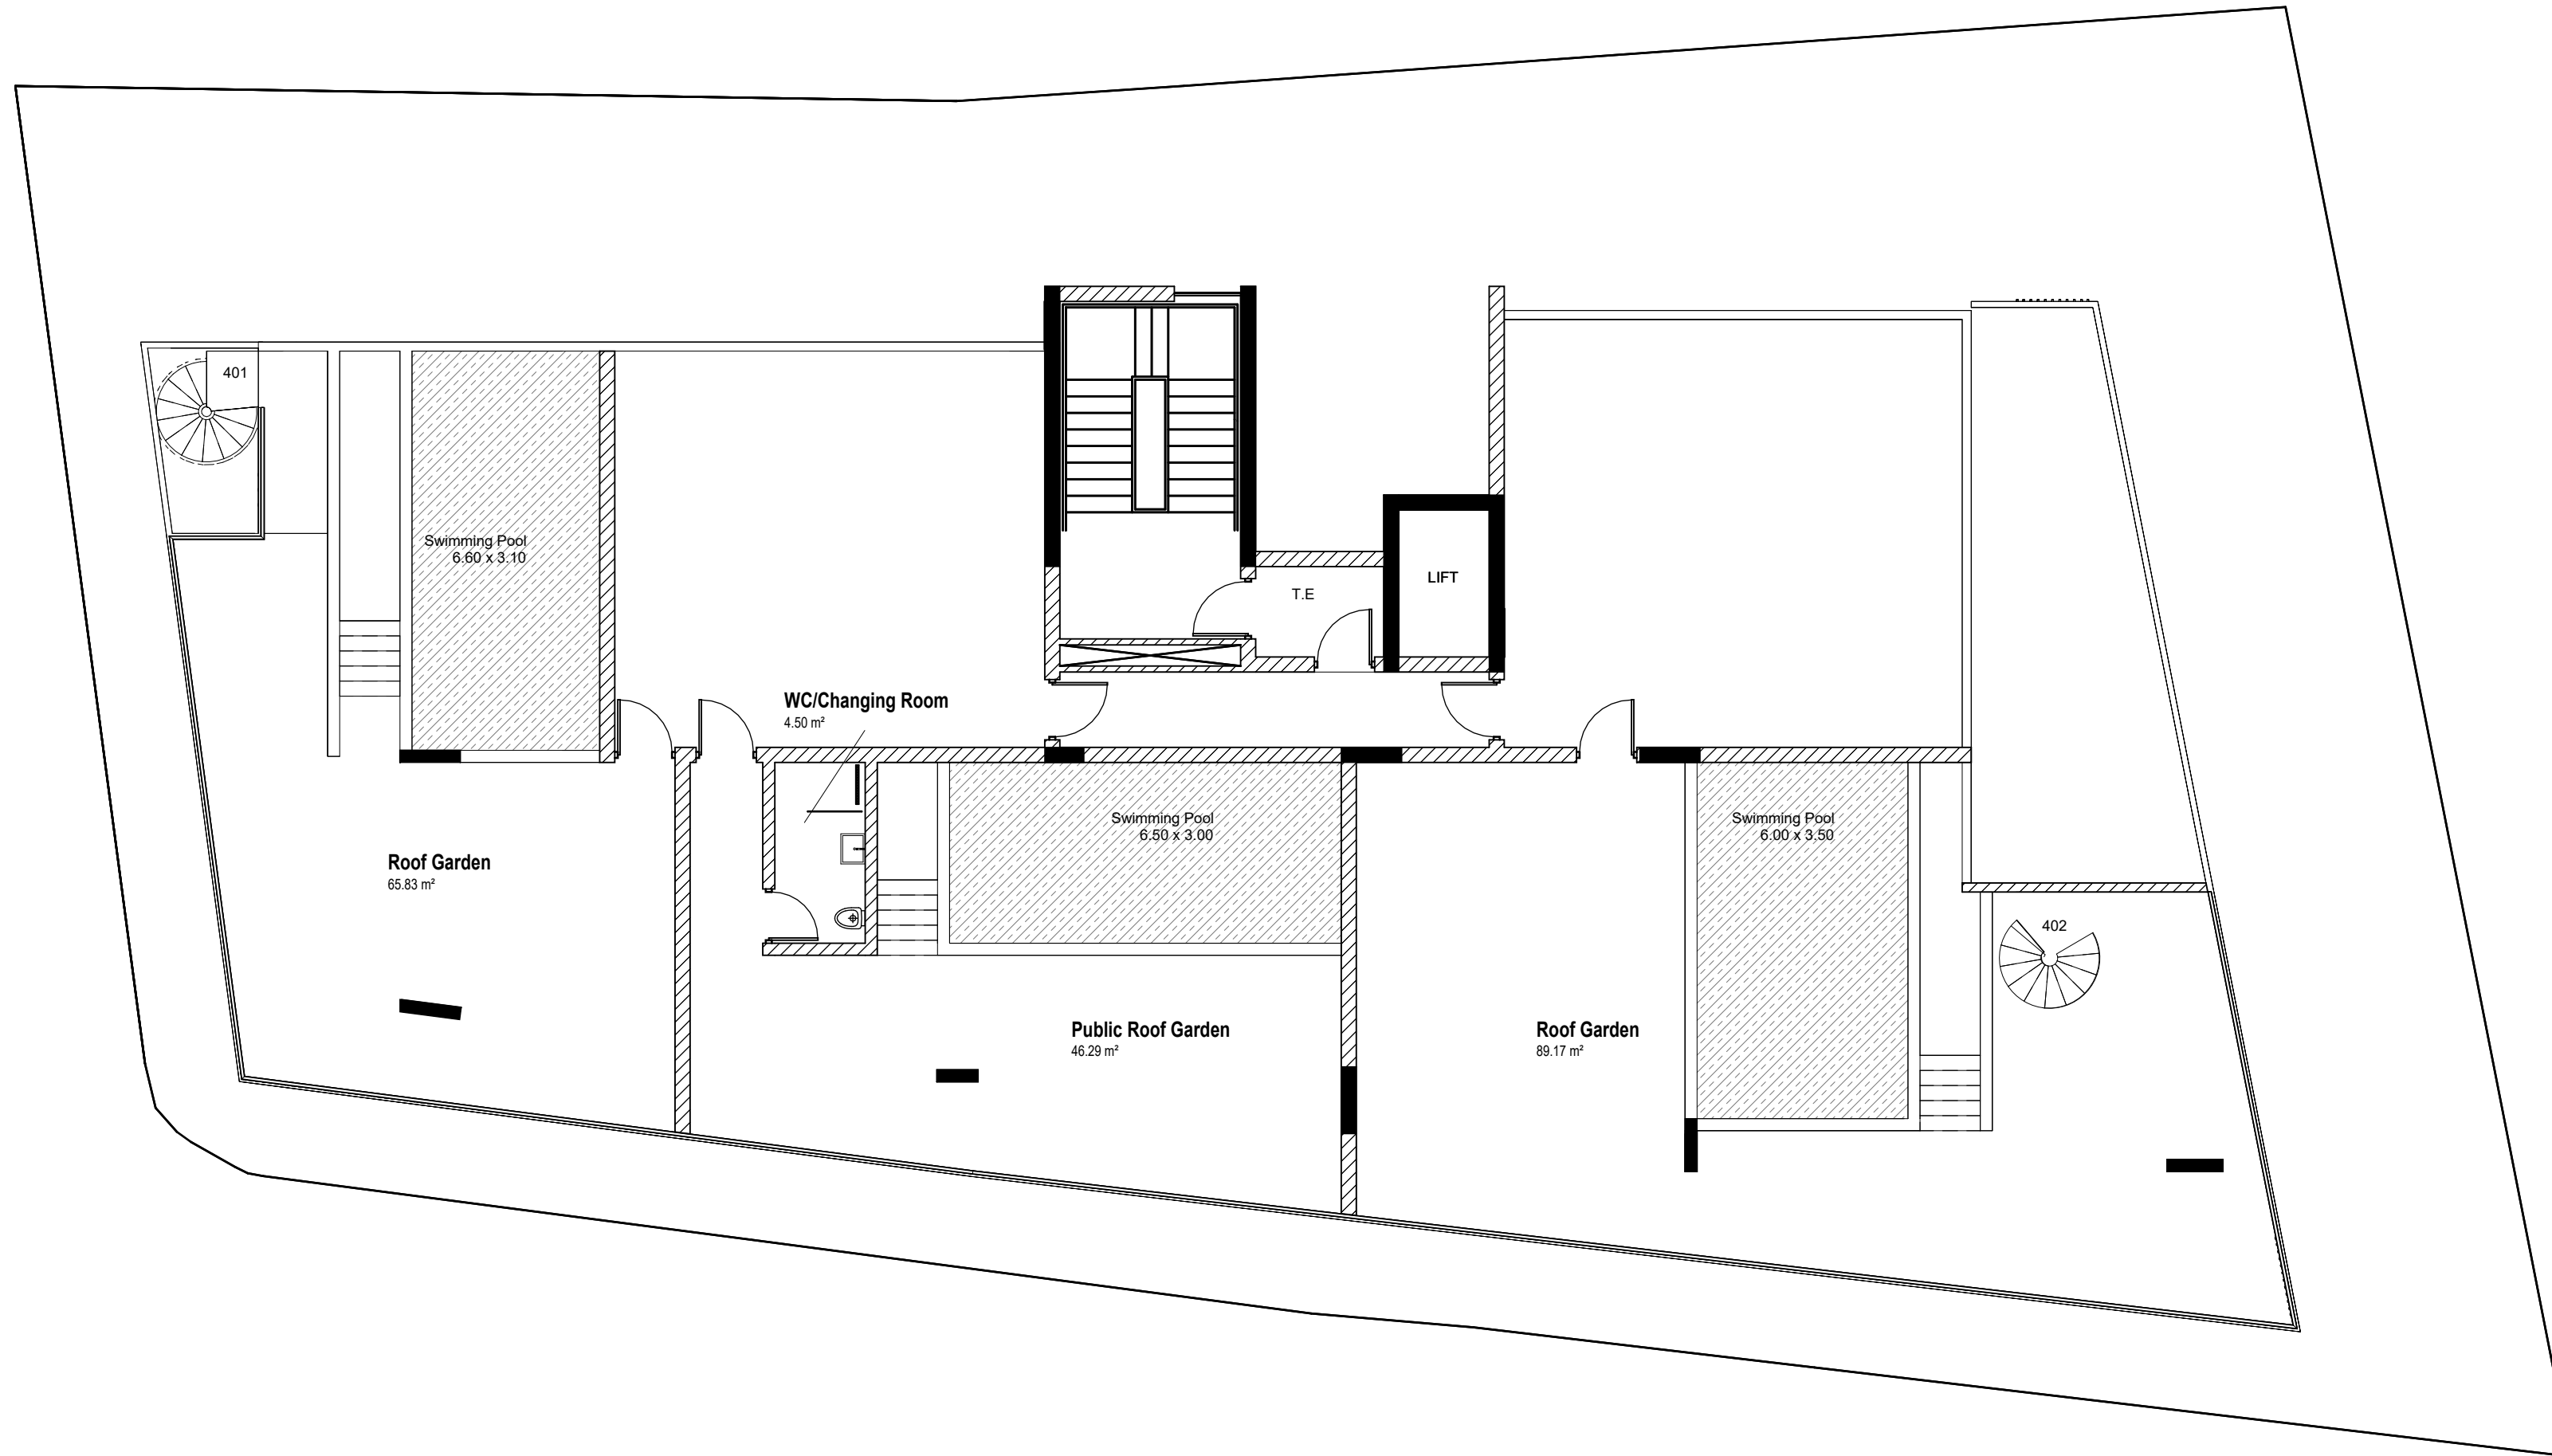 401
Swimming Pool
6.60 x 3.10
LIFT
T.E
WC/Changing Room
4.50 m²
Swimming Pool
6.50 x 3.00
Swimming Pool
6.00 x 3.50
Roof Garden
65.83 m²
402
Public Roof Garden
46.29 m²
Roof Garden
89.17 m²